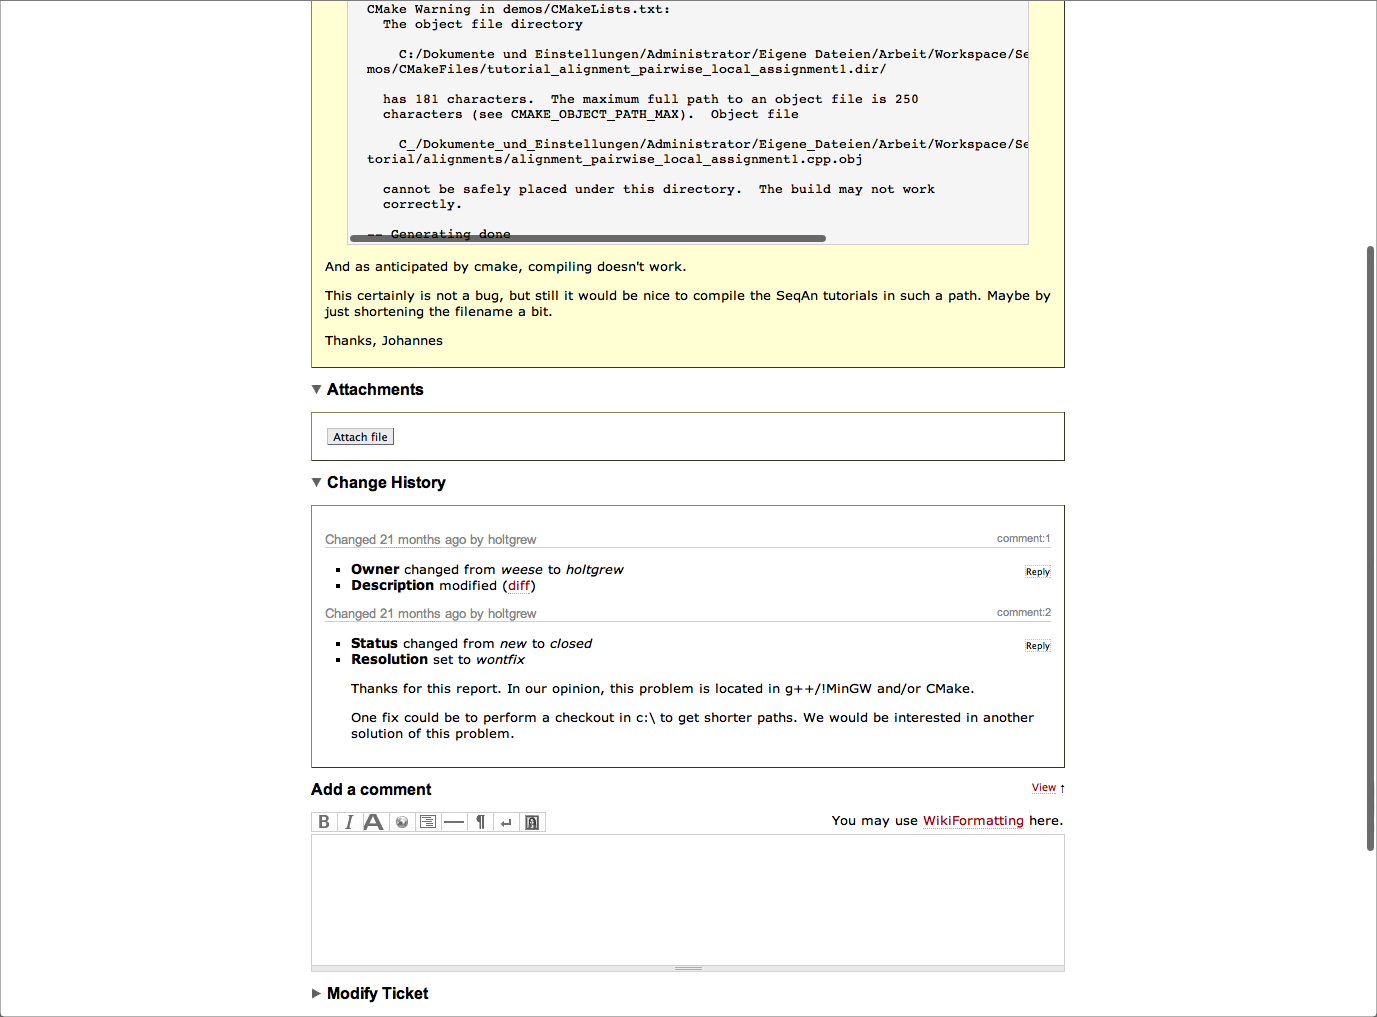 CMake Warning in demos/CMakeLists.txt:
The object file directory
C:/Dokumente und Einstellungen/Administrator/Eigene Dateien/Arbeit/Workspace/Se
mos/CMakeFiles/tutorial_alignment_pairwise_local_assignment1.dir/
has 181 characters.  The maximum full path to an object file is 250
characters (see CMAKE_OBJECT_PATH_MAX).  Object file
C_/Dokumente_und_Einstellungen/Administrator/Eigene_Dateien/Arbeit/Workspace/Se
torial/alignments/alignment_pairwise_local_assignment1.cpp.obj
cannot be safely placed under this directory.  The build may not work
correctly.
-- Generating done
And as anticipated by cmake, compiling doesn't work.
This certainly is not a bug, but still it would be nice to compile the SeqAn tutorials in such a path. Maybe by
just shortening the filename a bit.
Thanks, Johannes
Attachments
Attach file
Change History
Changed 21 months ago by holtgrew comment:1
Owner changed from weese to holtgrew Reply
Description modified (diff)
Changed 21 months ago by holtgrew comment:2
Status changed from new to closed Reply
Resolution set to wontfix
Thanks for this report. In our opinion, this problem is located in g++/!MinGW and/or CMake.
One fix could be to perform a checkout in c:\ to get shorter paths. We would be interested in another
solution of this problem.
Add a comment View ↑
B I A ¶ ↵ You may use WikiFormatting here.
Modify Ticket